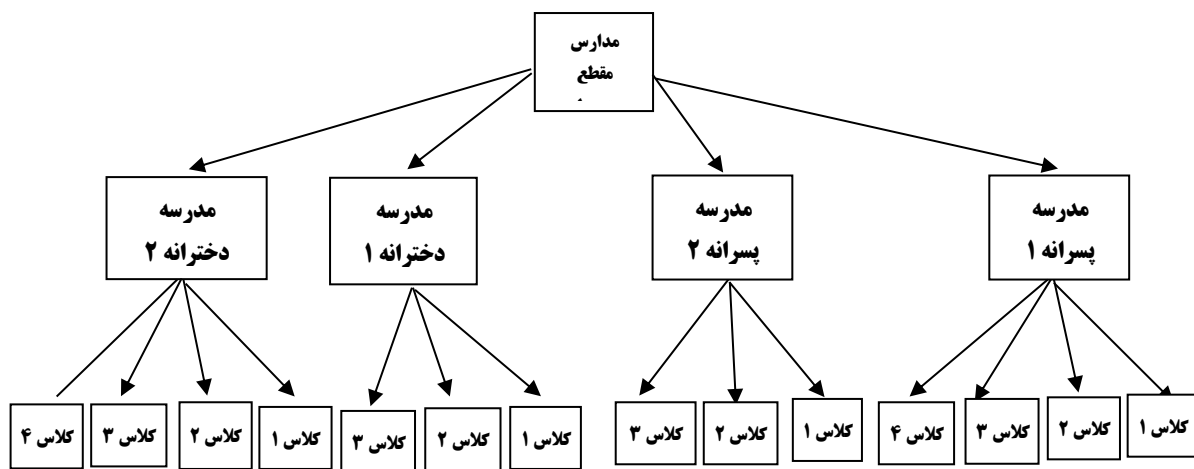 مدارس
مقطع
مدرسه
پسرانه ۱
مدرسه
پسرانه ۲
مدرسه
دخترانه ۱
مدرسه
دخترانه ۲
کلاس ۱
کلاس ۲
کلاس ۳
کلاس ۴
کلاس ۱
کلاس ۲
کلاس ۳
کلاس ۱
کلاس ۲
کلاس ۳
کلاس ۱
کلاس ۲
کلاس ۳
کلاس ۴